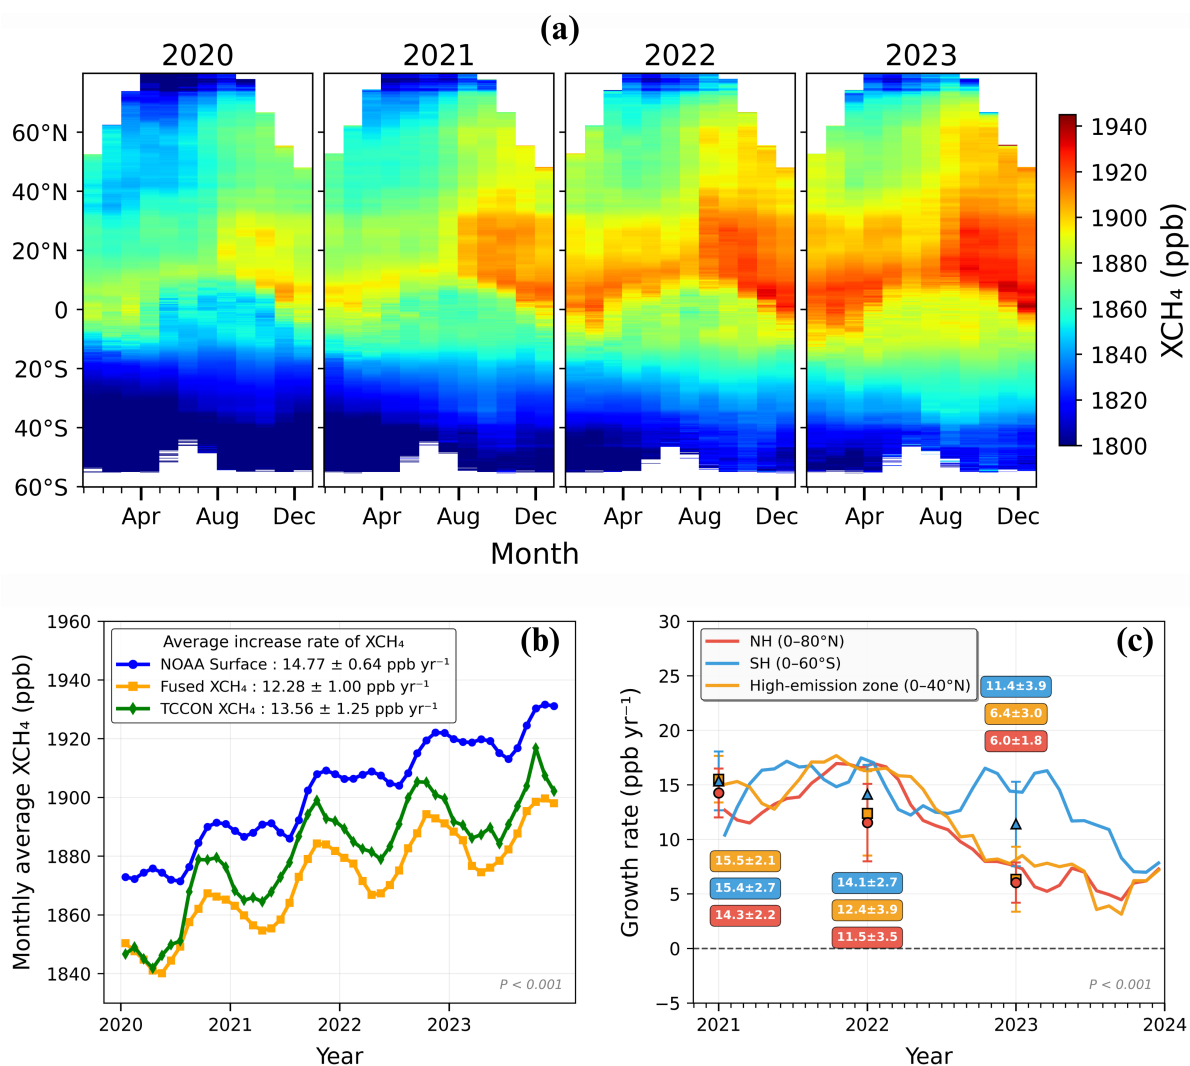 (a)
2020 2021 2022 2023
60°N
40°N
20°N
0
20°S
40°S
60°S
Apr Aug Dec Apr Aug Dec Apr Aug Dec Apr Aug Dec
Month
1940
1920
1900
1880
1860
1840
1820
1800
XCH₄ (ppb)
(b)
Average increase rate of XCH₄
NOAA Surface : 14.77 ± 0.64 ppb yr⁻¹
Fused XCH₄ : 12.28 ± 1.00 ppb yr⁻¹
TCCON XCH₄ : 13.56 ± 1.25 ppb yr⁻¹
Monthly average XCH₄ (ppb)
1960
1940
1920
1900
1880
1860
1840
P < 0.001
2020 2021 2022 2023
Year
(c)
NH (0–80°N)
SH (0–60°S)
High-emission zone (0–40°N)
Growth rate (ppb yr⁻¹)
30
25
20
15
10
5
0
−5
15.5±2.1
15.4±2.7
14.3±2.2
14.1±2.7
12.4±3.9
11.5±3.5
11.4±3.9
6.4±3.0
6.0±1.8
P < 0.001
2021 2022 2023 2024
Year